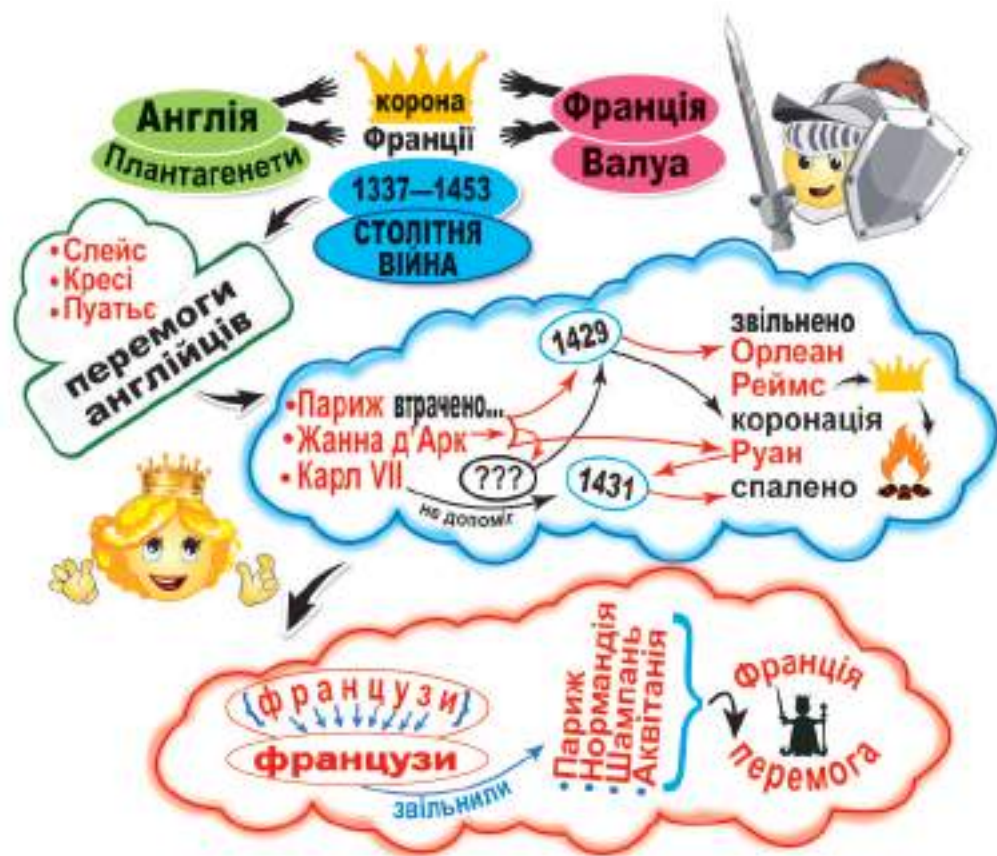 Англія
Плантагенети
корона
Франції
Франція
Валуа
1337—1453
СТОЛІТНЯ
ВІЙНА
•Слейс
•Кресі
•Пуатьє
перемоги
англійців
•Париж втрачено...
•Жанна д'Арк
•Карл VII
???
не допоміг
1429
1431
звільнено
Орлеан
Реймс
коронація
Руан
спалено
{французи}
французи
звільнили
•Париж
•Нормандія
•Шампань
•Аквітанія
Франція
перемога